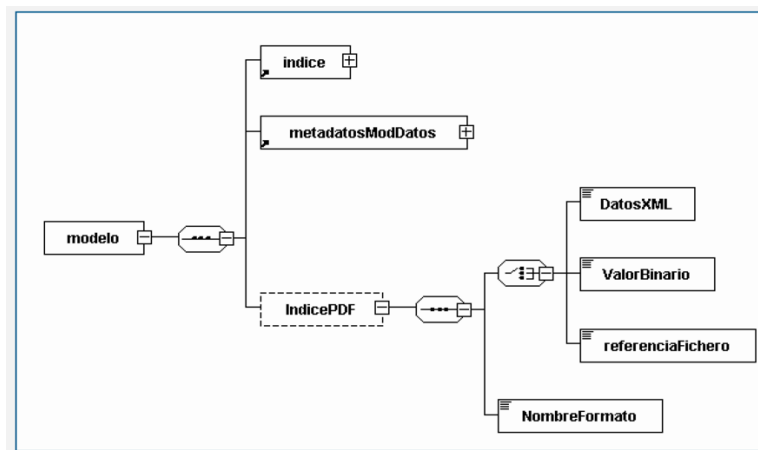 indice
metadatosModDatos
modelo
IndicePDF
DatosXML
ValorBinario
referenciaFichero
NombreFormato